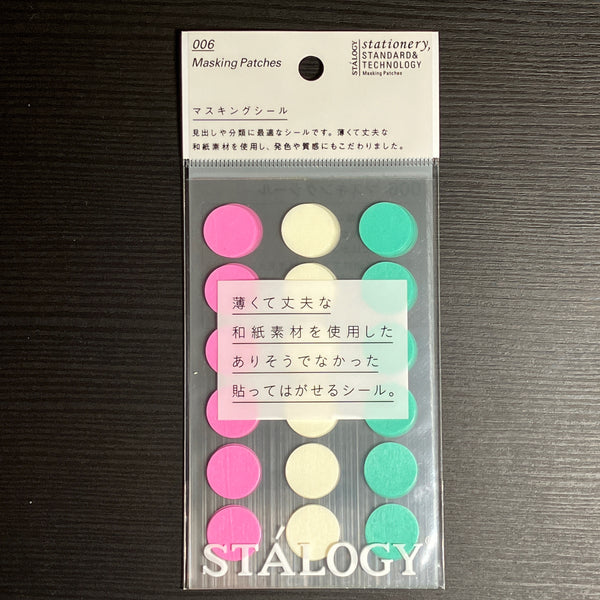 006
Masking Patches
STÁLOGY
stationery,
STANDARD&
TECHNOLOGY
Masking Patches
マスキングシール
見出しや分類に最適なシールです。薄くて丈夫な
和紙素材を使用し、発色や質感にもこだわりました。
薄くて丈夫な
和紙素材を使用した
ありそうでなかった
貼ってはがせるシール。
STÁLOGY